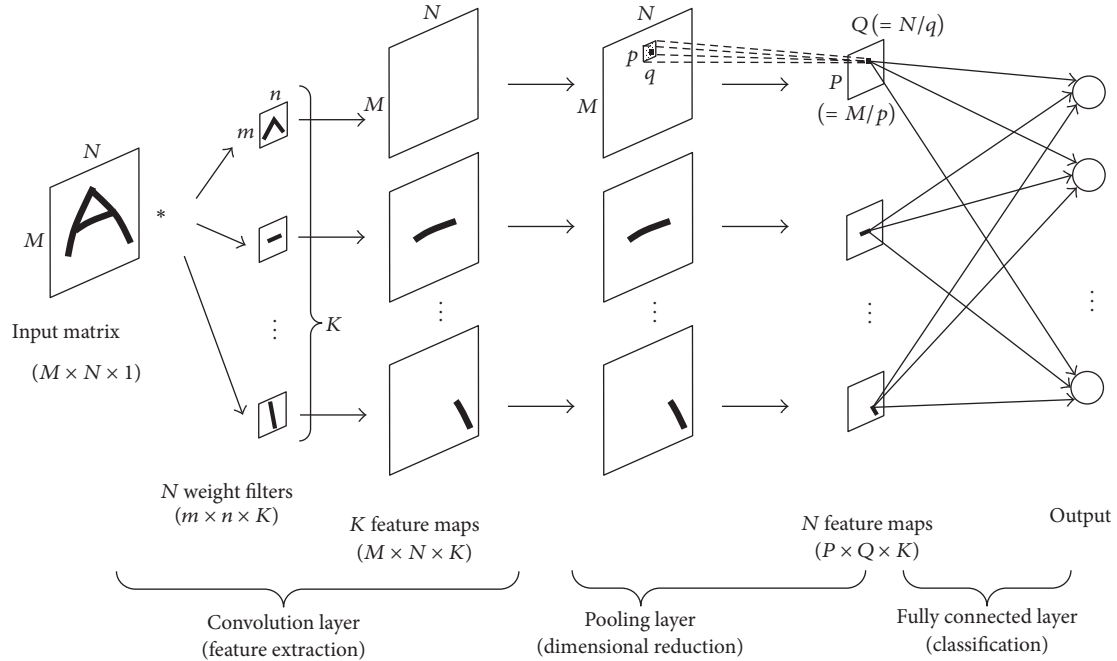 N
M
*
Input matrix
(M × N × 1)
n
m
K
N weight filters
(m × n × K)
N
M
K feature maps
(M × N × K)
N
p
q
M
Q (= N/q)
P
(= M/p)
N feature maps
(P × Q × K)
Output
Convolution layer
(feature extraction)
Pooling layer
(dimensional reduction)
Fully connected layer
(classification)